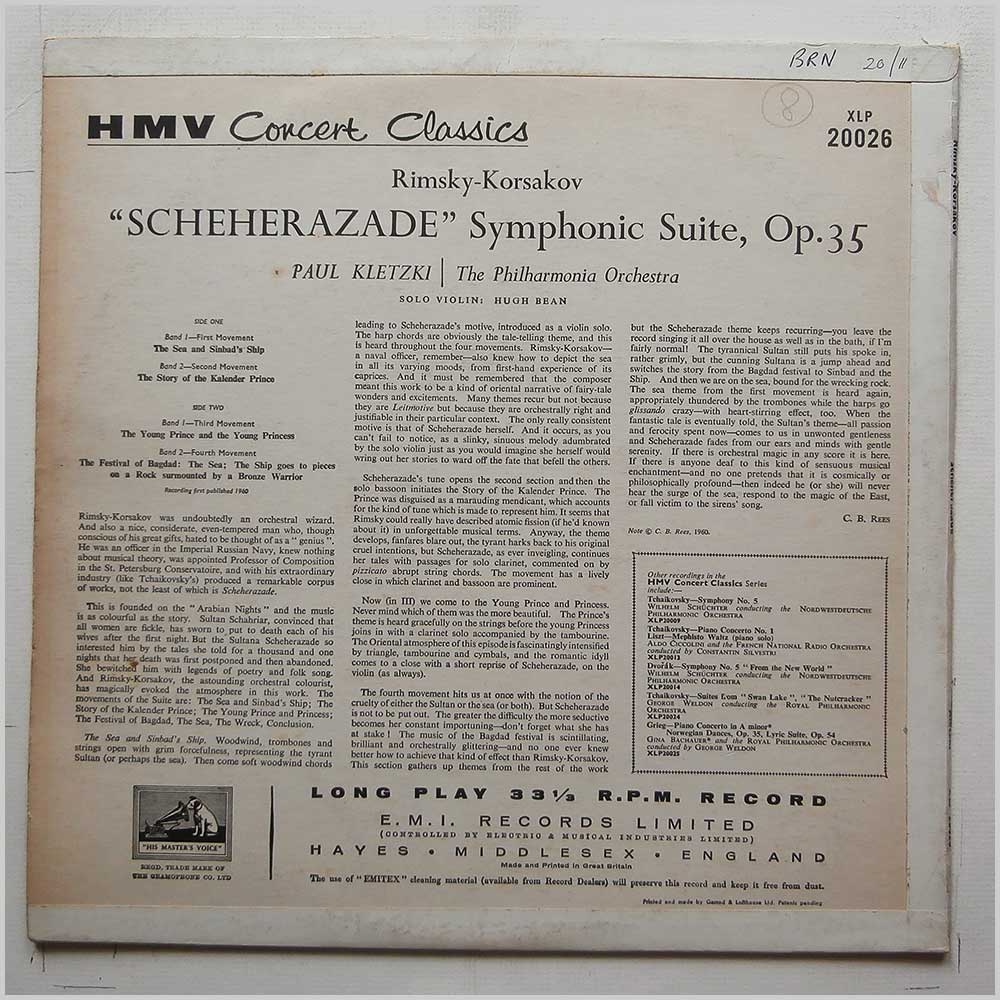 BRN 20/11
8
HMV Concert Classics
XLP
20026
Rimsky-Korsakov
“SCHEHERAZADE” Symphonic Suite, Op.35
PAUL KLETZKI | The Philharmonia Orchestra
SOLO VIOLIN: HUGH BEAN
SIDE ONE
Band 1—First Movement
The Sea and Sinbad's Ship
Band 2—Second Movement
The Story of the Kalender Prince
SIDE TWO
Band 1—Third Movement
The Young Prince and the Young Princess
Band 2—Fourth Movement
The Festival of Bagdad: The Sea; The Ship goes to pieces
on a Rock surmounted by a Bronze Warrior
Recording first published 1960
Rimsky-Korsakov was undoubtedly an orchestral wizard.
And also a nice, considerate, even-tempered man who, though
conscious of his great gifts, hated to be thought of as a “ genius ”.
He was an officer in the Imperial Russian Navy, knew nothing
about musical theory, was appointed Professor of Composition
in the St. Petersburg Conservatoire, and with his extraordinary
industry (like Tchaikovsky's) produced a remarkable corpus
of works, not the least of which is Scheherazade.
This is founded on the “Arabian Nights” and the music
is as colourful as the story. Sultan Schahriar, convinced that
all women are fickle, has sworn to put to death each of his
wives after the first night. But the Sultana Scheherazade so
interested him by the tales she told for a thousand and one
nights that her death was first postponed and then abandoned.
She bewitched him with legends of poetry and folk song.
And Rimsky-Korsakov, the astounding orchestral colourist,
has magically evoked the atmosphere in this work. The
movements of the Suite are: The Sea and Sinbad's Ship; The
Story of the Kalender Prince; The Young Prince and Princess;
The Festival of Bagdad, The Sea, The Wreck, Conclusion.
The Sea and Sinbad's Ship. Woodwind, trombones and
strings open with grim forcefulness, representing the tyrant
Sultan (or perhaps the sea). Then come soft woodwind chords
leading to Scheherazade's motive, introduced as a violin solo.
The harp chords are obviously the tale-telling theme, and this
is heard throughout the four movements. Rimsky-Korsakov—
a naval officer, remember—also knew how to depict the sea
in all its varying moods, from first-hand experience of its
caprices. And it must be remembered that the composer
meant this work to be a kind of oriental narrative of fairy-tale
wonders and excitements. Many themes recur but not because
they are Leitmotive but because they are orchestrally right and
justifiable in their particular context. The only really consistent
motive is that of Scheherazade herself. And it occurs, as you
can't fail to notice, as a slinky, sinuous melody adumbrated
by the solo violin just as you would imagine she herself would
wring out her stories to ward off the fate that befell the others.
Scheherazade's tune opens the second section and then the
solo bassoon initiates the Story of the Kalender Prince. The
Prince was disguised as a marauding mendicant, which accounts
for the kind of tune which is made to represent him. It seems that
Rimsky could really have described atomic fission (if he'd known
about it) in unforgettable musical terms. Anyway, the theme
develops, fanfares blare out, the tyrant harks back to his original
cruel intentions, but Scheherazade, as ever inveigling, continues
her tales with passages for solo clarinet, commented on by
pizzicato abrupt string chords. The movement has a lively
close in which clarinet and bassoon are prominent.
Now (in III) we come to the Young Prince and Princess.
Never mind which of them was the more beautiful. The Prince's
theme is heard gracefully on the strings before the young Princess
joins in with a clarinet solo accompanied by the tambourine.
The Oriental atmosphere of this episode is fascinatingly intensified
by triangle, tambourine and cymbals, and the romantic idyll
comes to a close with a short reprise of Scheherazade, on the
violin (as always).
The fourth movement hits us at once with the notion of the
cruelty of either the Sultan or the sea (or both). But Scheherazade
is not to be put out. The greater the difficulty the more seductive
becomes her constant importuning—don't forget what she has
at stake ! The music of the Bagdad festival is scintillating,
brilliant and orchestrally glittering—and no one ever knew
better how to achieve that kind of effect than Rimsky-Korsakov.
This section gathers up themes from the rest of the work
but the Scheherazade theme keeps recurring—you leave the
record singing it all over the house as well as in the bath, if I'm
fairly normal! The tyrannical Sultan still puts his spoke in,
rather grimly, but the cunning Sultana is a jump ahead and
switches the story from the Bagdad festival to Sinbad and the
Ship. And then we are on the sea, bound for the wrecking rock.
The sea theme from the first movement is heard again,
appropriately thundered by the trombones while the harps go
glissando crazy—with heart-stirring effect, too. When the
fantastic tale is eventually told, the Sultan's theme—all passion
and ferocity spent now—comes to us in unwonted gentleness
and Scheherazade fades from our ears and minds with gentle
serenity. If there is orchestral magic in any score it is here.
If there is anyone deaf to this kind of sensuous musical
enchantment—and no one pretends that it is cosmically or
philosophically profound—then indeed he (or she) will never
hear the surge of the sea, respond to the magic of the East,
or fall victim to the sirens' song.
C. B. REES
Note © C. B. Rees, 1960.
Other recordings in the
HMV Concert Classics Series
include:—
Tchaikovsky—Symphony No. 5
WILHELM SCHÜCHTER conducting the NORDWESTDEUTSCHE
PHILHARMONIC ORCHESTRA
XLP20009
Tchaikovsky—Piano Concerto No. 1
Liszt—Mephisto Waltz (piano solo)
ALDO CICCOLINI and the FRENCH NATIONAL RADIO ORCHESTRA
conducted by CONSTANTIN SILVESTRI
XLP20013
Dvořák—Symphony No. 5 “ From the New World ”
WILHELM SCHÜCHTER conducting the NORDWESTDEUTSCHE
PHILHARMONIC ORCHESTRA
XLP20014
Tchaikovsky—Suites from “ Swan Lake ”, “ The Nutcracker ”
GEORGE WELDON conducting the ROYAL PHILHARMONIC
ORCHESTRA
XLP20024
Grieg—Piano Concerto in A minor*
Norwegian Dances, Op. 35, Lyric Suite, Op. 54
GINA BACHAUER* and the ROYAL PHILHARMONIC ORCHESTRA
conducted by GEORGE WELDON
XLP20025
"HIS MASTER'S VOICE"
REGD. TRADE MARK OF
THE GRAMOPHONE CO. LTD
LONG PLAY 33⅓ R.P.M. RECORD
E.M.I. RECORDS LIMITED
(CONTROLLED BY ELECTRIC & MUSICAL INDUSTRIES LIMITED)
HAYES • MIDDLESEX • ENGLAND
Made and Printed in Great Britain
The use of “EMITEX” cleaning material (available from Record Dealers) will preserve this record and keep it free from dust.
Printed and made by Garrod & Lofthouse Ltd. Patents pending
RIMSKY-KORSAKOV